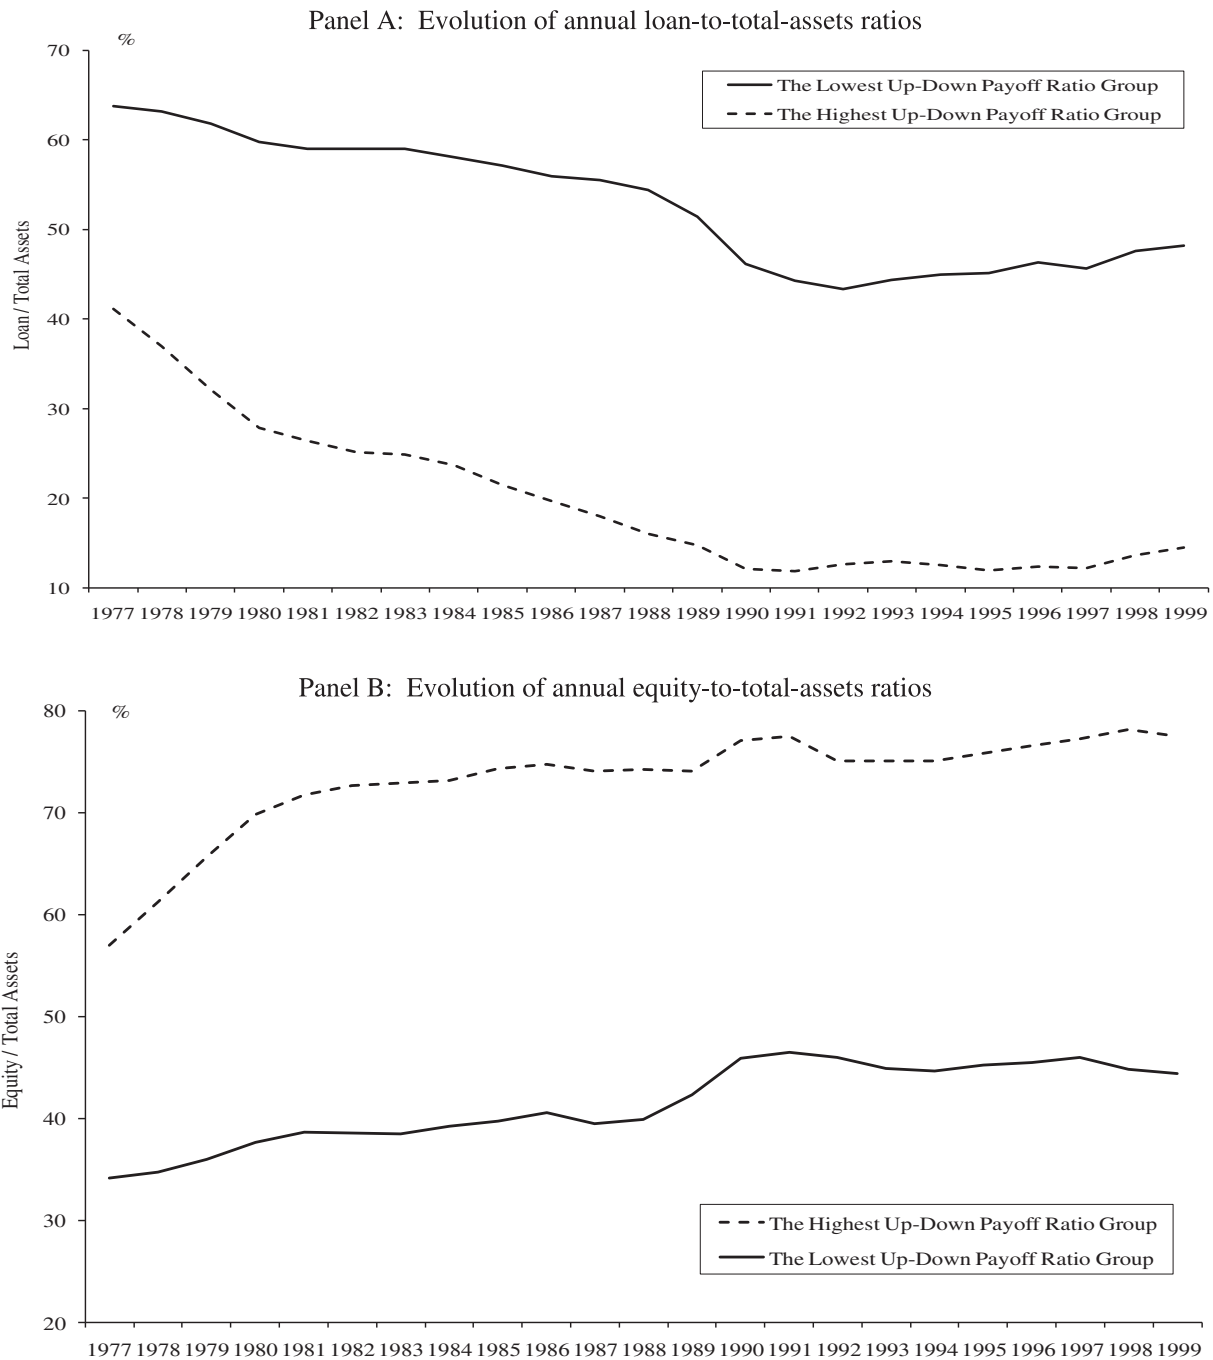 Panel A: Evolution of annual loan-to-total-assets ratios
%
70
60
50
40
30
20
10
Loan / Total Assets
The Lowest Up-Down Payoff Ratio Group
The Highest Up-Down Payoff Ratio Group
1977 1978 1979 1980 1981 1982 1983 1984 1985 1986 1987 1988 1989 1990 1991 1992 1993 1994 1995 1996 1997 1998 1999
Panel B: Evolution of annual equity-to-total-assets ratios
%
80
70
60
50
40
30
20
Equity / Total Assets
The Highest Up-Down Payoff Ratio Group
The Lowest Up-Down Payoff Ratio Group
1977 1978 1979 1980 1981 1982 1983 1984 1985 1986 1987 1988 1989 1990 1991 1992 1993 1994 1995 1996 1997 1998 1999